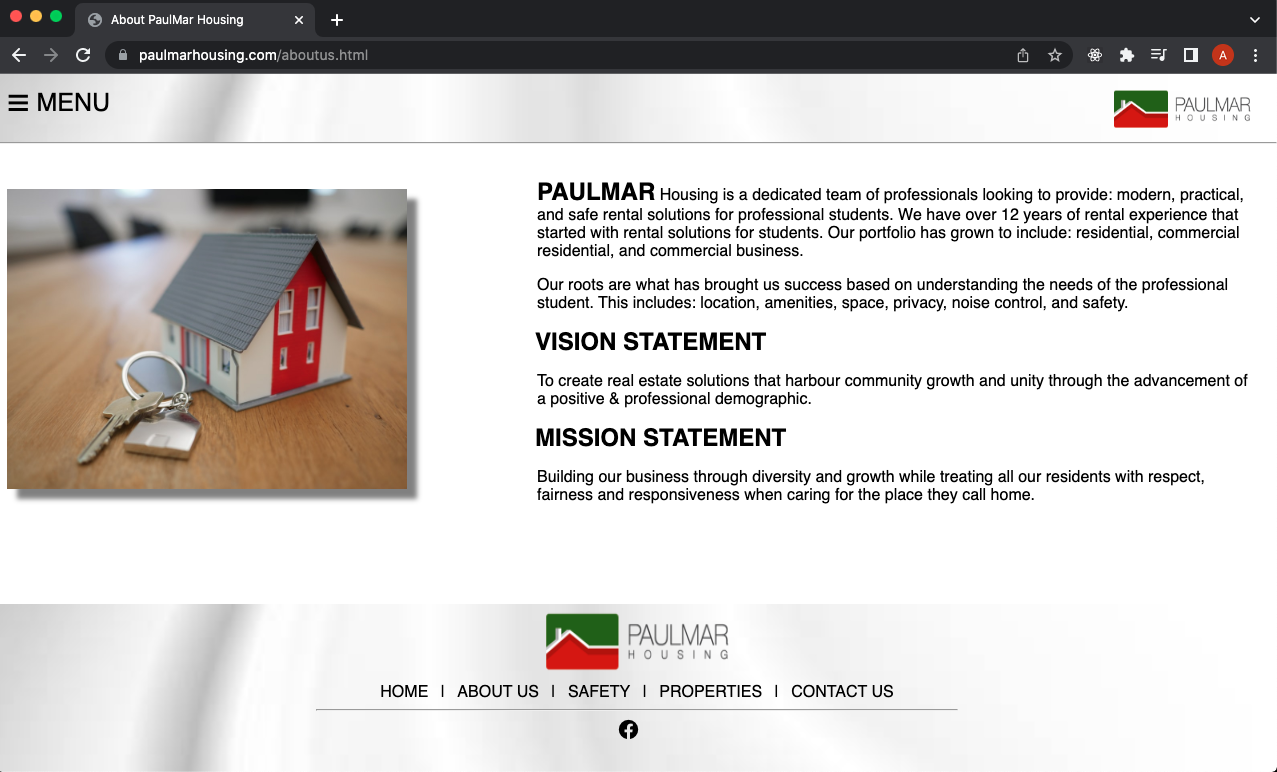 About PaulMar Housing
paulmarhousing.com/aboutus.html
A
MENU
PAULMAR
HOUSING
PAULMAR Housing is a dedicated team of professionals looking to provide: modern, practical,
and safe rental solutions for professional students. We have over 12 years of rental experience that
started with rental solutions for students. Our portfolio has grown to include: residential, commercial
residential, and commercial business.
Our roots are what has brought us success based on understanding the needs of the professional
student. This includes: location, amenities, space, privacy, noise control, and safety.
VISION STATEMENT
To create real estate solutions that harbour community growth and unity through the advancement of
a positive & professional demographic.
MISSION STATEMENT
Building our business through diversity and growth while treating all our residents with respect,
fairness and responsiveness when caring for the place they call home.
PAULMAR
HOUSING
HOME | ABOUT US | SAFETY | PROPERTIES | CONTACT US